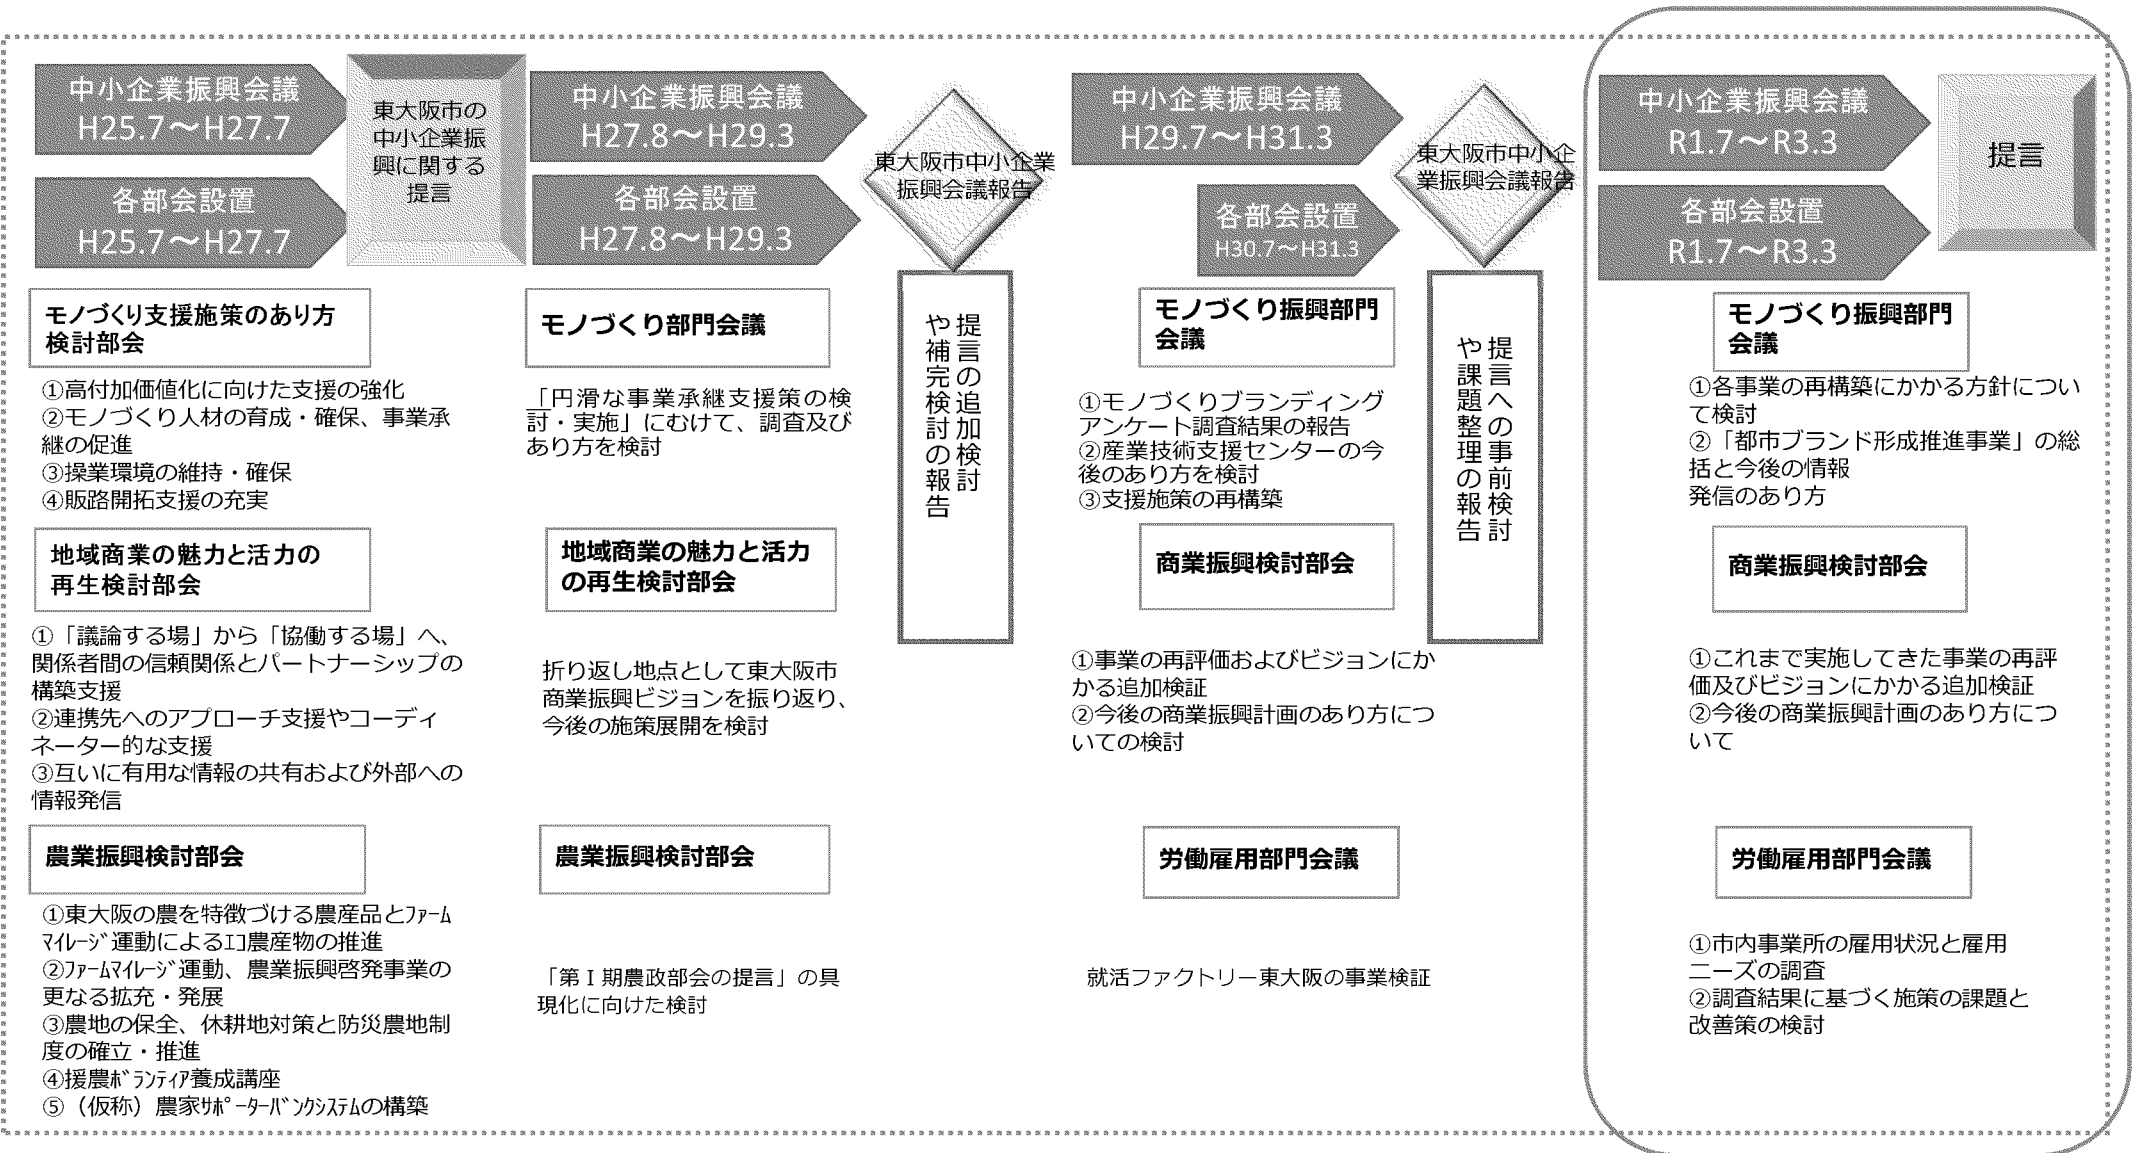 中小企業振興会議
H25.7～H27.7
各部会設置
H25.7～H27.7
東大阪市の
中小企業振
興に関する
提言
モノづくり支援施策のあり方
検討部会
①高付加価値化に向けた支援の強化
②モノづくり人材の育成・確保、事業承
継の促進
③操業環境の維持・確保
④販路開拓支援の充実
地域商業の魅力と活力の
再生検討部会
①「議論する場」から「協働する場」へ、
関係者間の信頼関係とパートナーシップの
構築支援
②連携先へのアプローチ支援やコーディ
ネーター的な支援
③互いに有用な情報の共有および外部への
情報発信
農業振興検討部会
①東大阪の農を特徴づける農産品とﾌｧｰﾑ
ﾏｲﾚｰｼﾞ運動によるｴｺ農産物の推進
②ﾌｧｰﾑﾏｲﾚｰｼﾞ運動、農業振興啓発事業の
更なる拡充・発展
③農地の保全、休耕地対策と防災農地制
度の確立・推進
④援農ﾎﾞﾗﾝﾃｨｱ養成講座
⑤（仮称）農家ｻﾎﾟｰﾀｰﾊﾞﾝｸｼｽﾃﾑの構築
中小企業振興会議
H27.8～H29.3
各部会設置
H27.8～H29.3
東大阪市中小企業
振興会議報告
モノづくり部門会議
「円滑な事業承継支援策の検
討・実施」にむけて、調査及び
あり方を検討
地域商業の魅力と活力
の再生検討部会
折り返し地点として東大阪市
商業振興ビジョンを振り返り、
今後の施策展開を検討
農業振興検討部会
「第Ⅰ期農政部会の提言」の具
現化に向けた検討
提言の追加検討
や補完検討の報告
中小企業振興会議
H29.7～H31.3
各部会設置
H30.7～H31.3
東大阪市中小企
業振興会議報告
モノづくり振興部門
会議
①モノづくりブランディング
アンケート調査結果の報告
②産業技術支援センターの今
後のあり方を検討
③支援施策の再構築
商業振興検討部会
①事業の再評価およびビジョンにか
かる追加検証
②今後の商業振興計画のあり方につ
いての検討
労働雇用部門会議
就活ファクトリー東大阪の事業検証
提言への事前検討
や課題整理の報告
中小企業振興会議
R1.7～R3.3
各部会設置
R1.7～R3.3
提言
モノづくり振興部門
会議
①各事業の再構築にかかる方針につい
て検討
②「都市ブランド形成推進事業」の総
括と今後の情報
発信のあり方
商業振興検討部会
①これまで実施してきた事業の再評
価及びビジョンにかかる追加検証
②今後の商業振興計画のあり方につ
いて
労働雇用部門会議
①市内事業所の雇用状況と雇用
ニーズの調査
②調査結果に基づく施策の課題と
改善策の検討